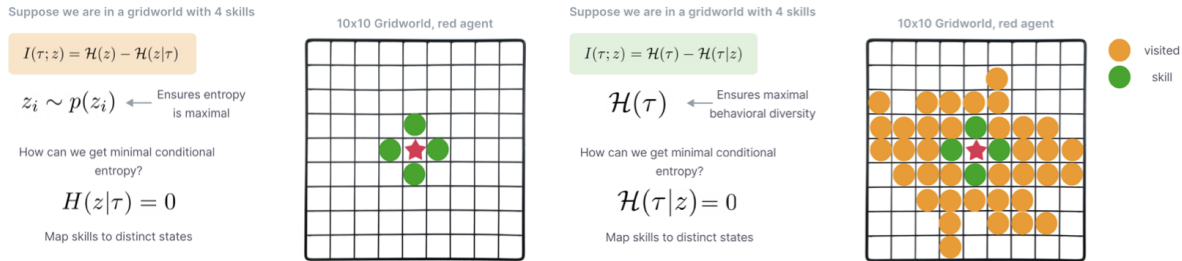 Suppose we are in a gridworld with 4 skills
I(τ; z) = H(z) − H(z|τ)
z_i ∼ p(z_i)
Ensures entropy
is maximal
How can we get minimal conditional
entropy?
H(z|τ) = 0
Map skills to distinct states
10x10 Gridworld, red agent
Suppose we are in a gridworld with 4 skills
I(τ; z) = H(τ) − H(τ|z)
H(τ)
Ensures maximal
behavioral diversity
How can we get minimal conditional
entropy?
H(τ|z) = 0
Map skills to distinct states
10x10 Gridworld, red agent
visited
skill